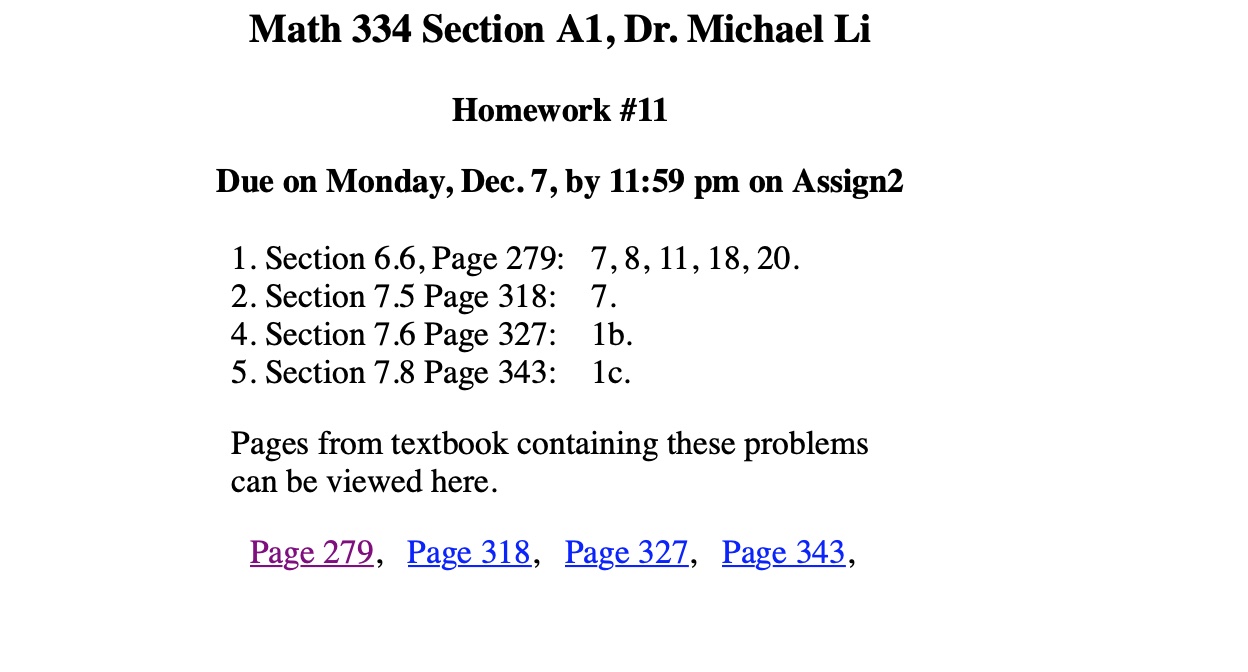 Math 334 Section A1, Dr. Michael Li
Homework #11
Due on Monday, Dec. 7, by 11:59 pm on Assign2
1. Section 6.6, Page 279: 7, 8, 11, 18, 20.
2. Section 7.5 Page 318: 7.
4. Section 7.6 Page 327: 1b.
5. Section 7.8 Page 343: 1c.
Pages from textbook containing these problems
can be viewed here.
Page 279, Page 318, Page 327, Page 343,